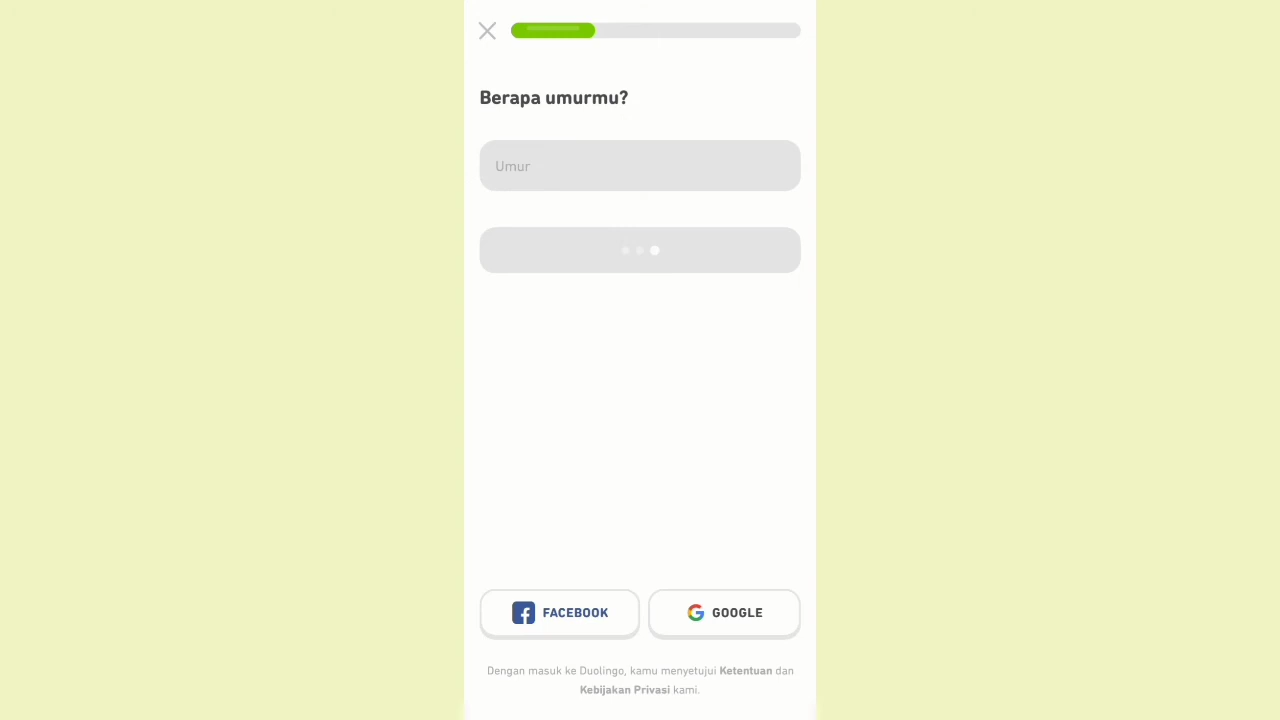 Berapa umurmu?
Umur
FACEBOOK
GOOGLE
Dengan masuk ke Duolingo, kamu menyetujui Ketentuan dan
Kebijakan Privasi kami.